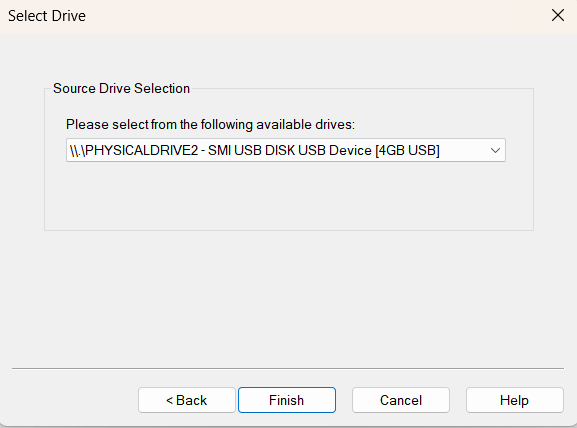 Select Drive
Source Drive Selection
Please select from the following available drives:
\\.\PHYSICALDRIVE2 - SMI USB DISK USB Device [4GB USB]
< Back Finish Cancel Help